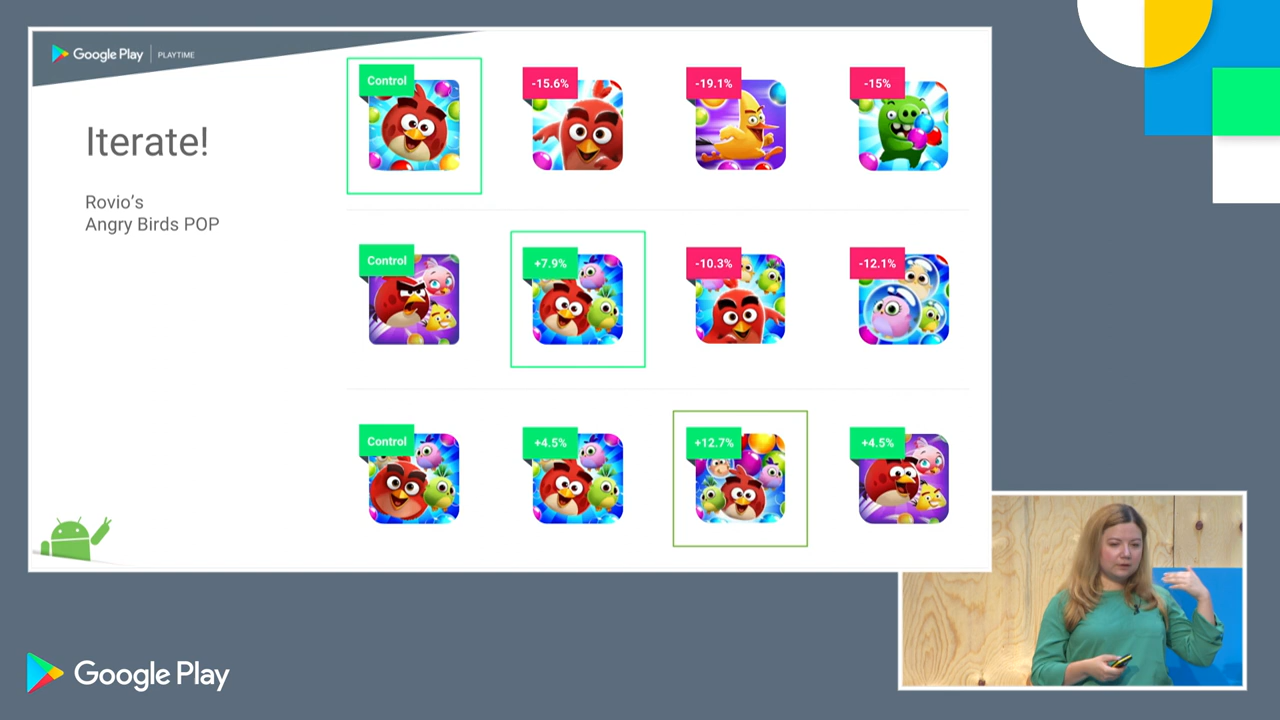 Google Play | PLAYTIME
Iterate!
Rovio's
Angry Birds POP
Control
-15.6%
-19.1%
-15%
Control
+7.9%
-10.3%
-12.1%
Control
+4.5%
+12.7%
+4.5%
Google Play